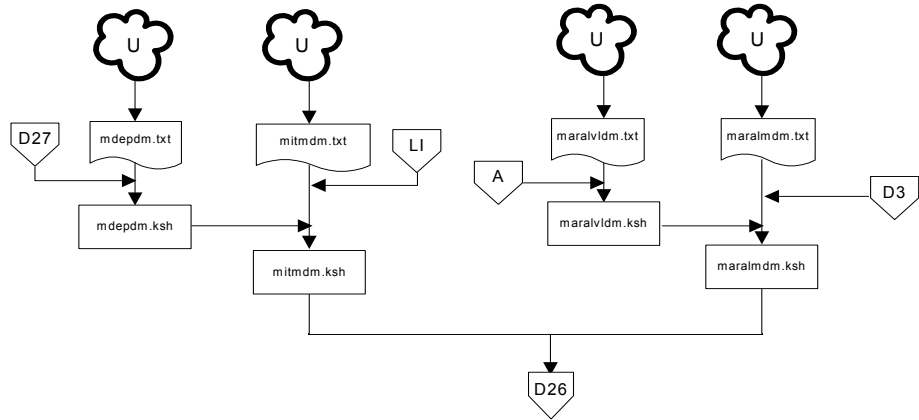 U
U
U
U
mdepdm.txt
mitmdm.txt
maralvldm.txt
maralmdm.txt
D27
LI
A
D3
mdepdm.ksh
maralvldm.ksh
mitmdm.ksh
maralmdm.ksh
D26